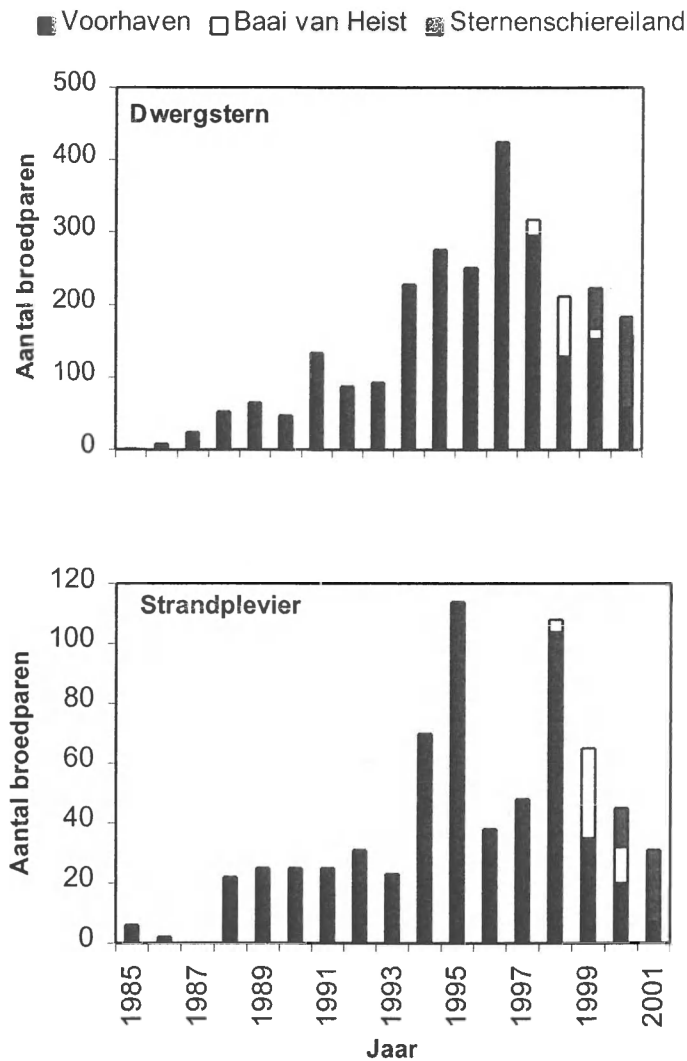 Voorhaven Baai van Heist Sternenschiereiland
Dwergstern
Aantal broedparen
500
400
300
200
100
0
Strandplevier
Aantal broedparen
120
100
80
60
40
20
0
1985 1987 1989 1991 1993 1995 1997 1999 2001
Jaar